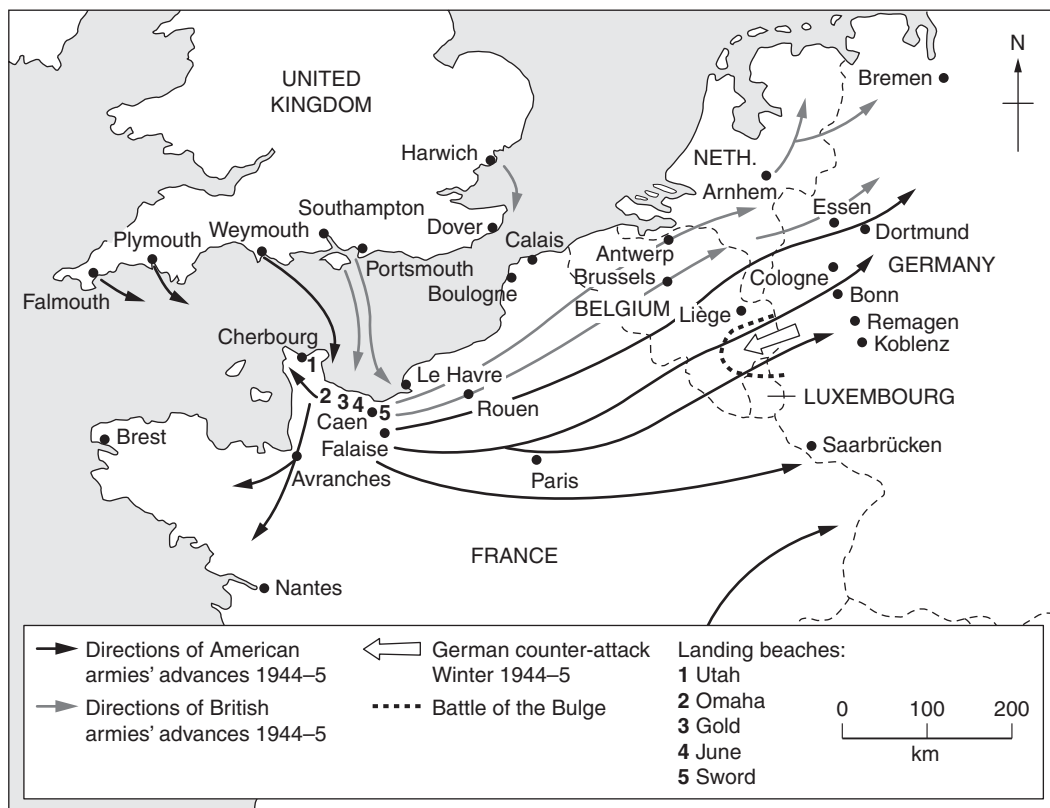 N
UNITED
KINGDOM
Bremen
Harwich
NETH.
Arnhem
Southampton
Weymouth
Dover
Essen
Plymouth
Calais
Antwerp
Dortmund
Portsmouth
Brussels
Cologne
GERMANY
Falmouth
Boulogne
BELGIUM
Liège
Bonn
Remagen
Cherbourg
Koblenz
1
Le Havre
2
3
4
5
LUXEMBOURG
Rouen
Caen
Brest
Falaise
Saarbrücken
Avranches
Paris
FRANCE
Nantes
Directions of American
armies' advances 1944–5
Directions of British
armies' advances 1944–5
German counter-attack
Winter 1944–5
Battle of the Bulge
Landing beaches:
1 Utah
2 Omaha
3 Gold
4 June
5 Sword
0 100 200
km